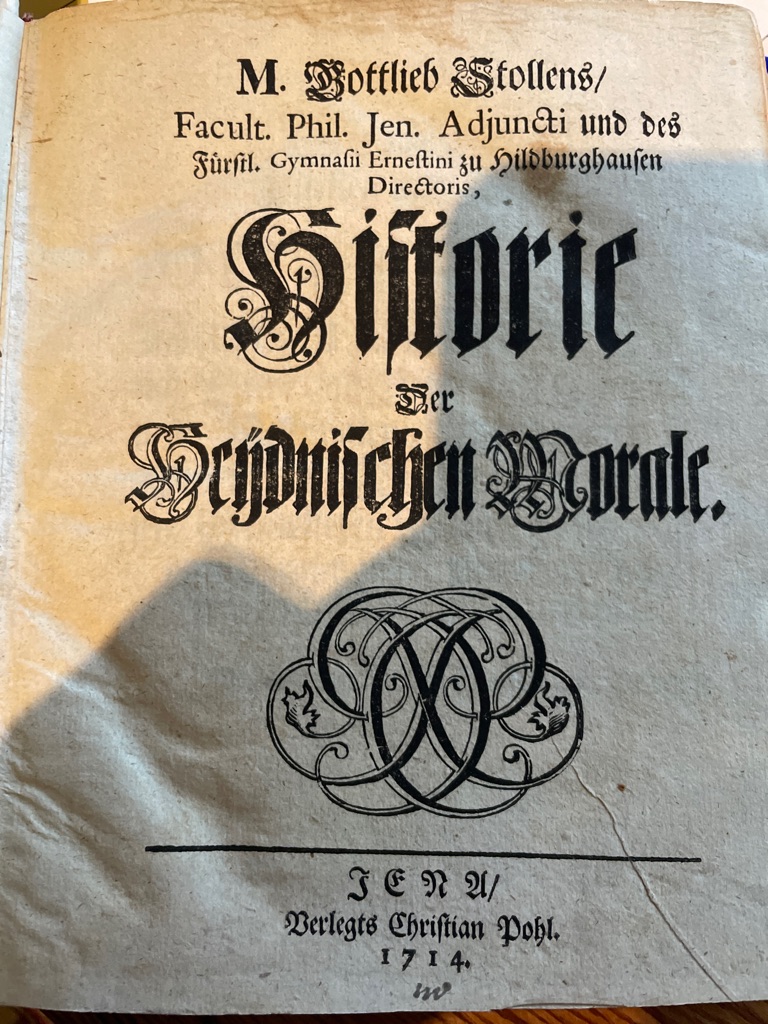 M. Gottlieb Stollens/
Facult. Phil. Jen. Adjuncti und des
Fürstl. Gymnasii Ernestini zu Hildburghausen
Directoris,
Historie
Der
Heÿdnischen Morale.
JENA/
Verlegts Christian Pohl.
1714.